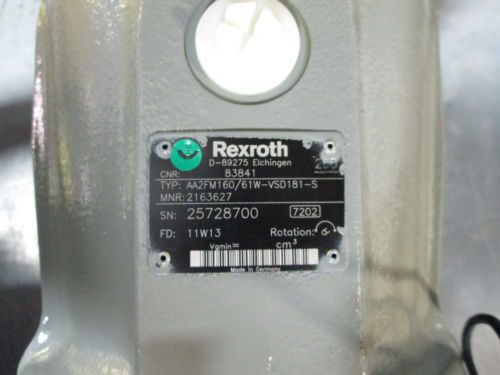 Rexroth
D-89275 Elchingen
CNR: 83841
TYP: AA2FM160/61W-VSD181-S
MNR: 2163627
SN: 25728700 7202
FD: 11W13 Rotation:
Vgmin= cm³
Made in Germany